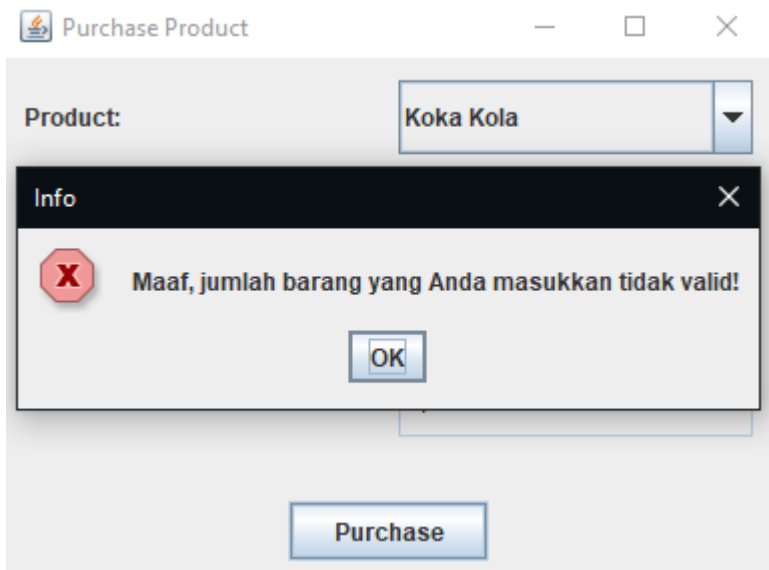 Purchase Product
Product:
Koka Kola
Info
Maaf, jumlah barang yang Anda masukkan tidak valid!
OK
Purchase